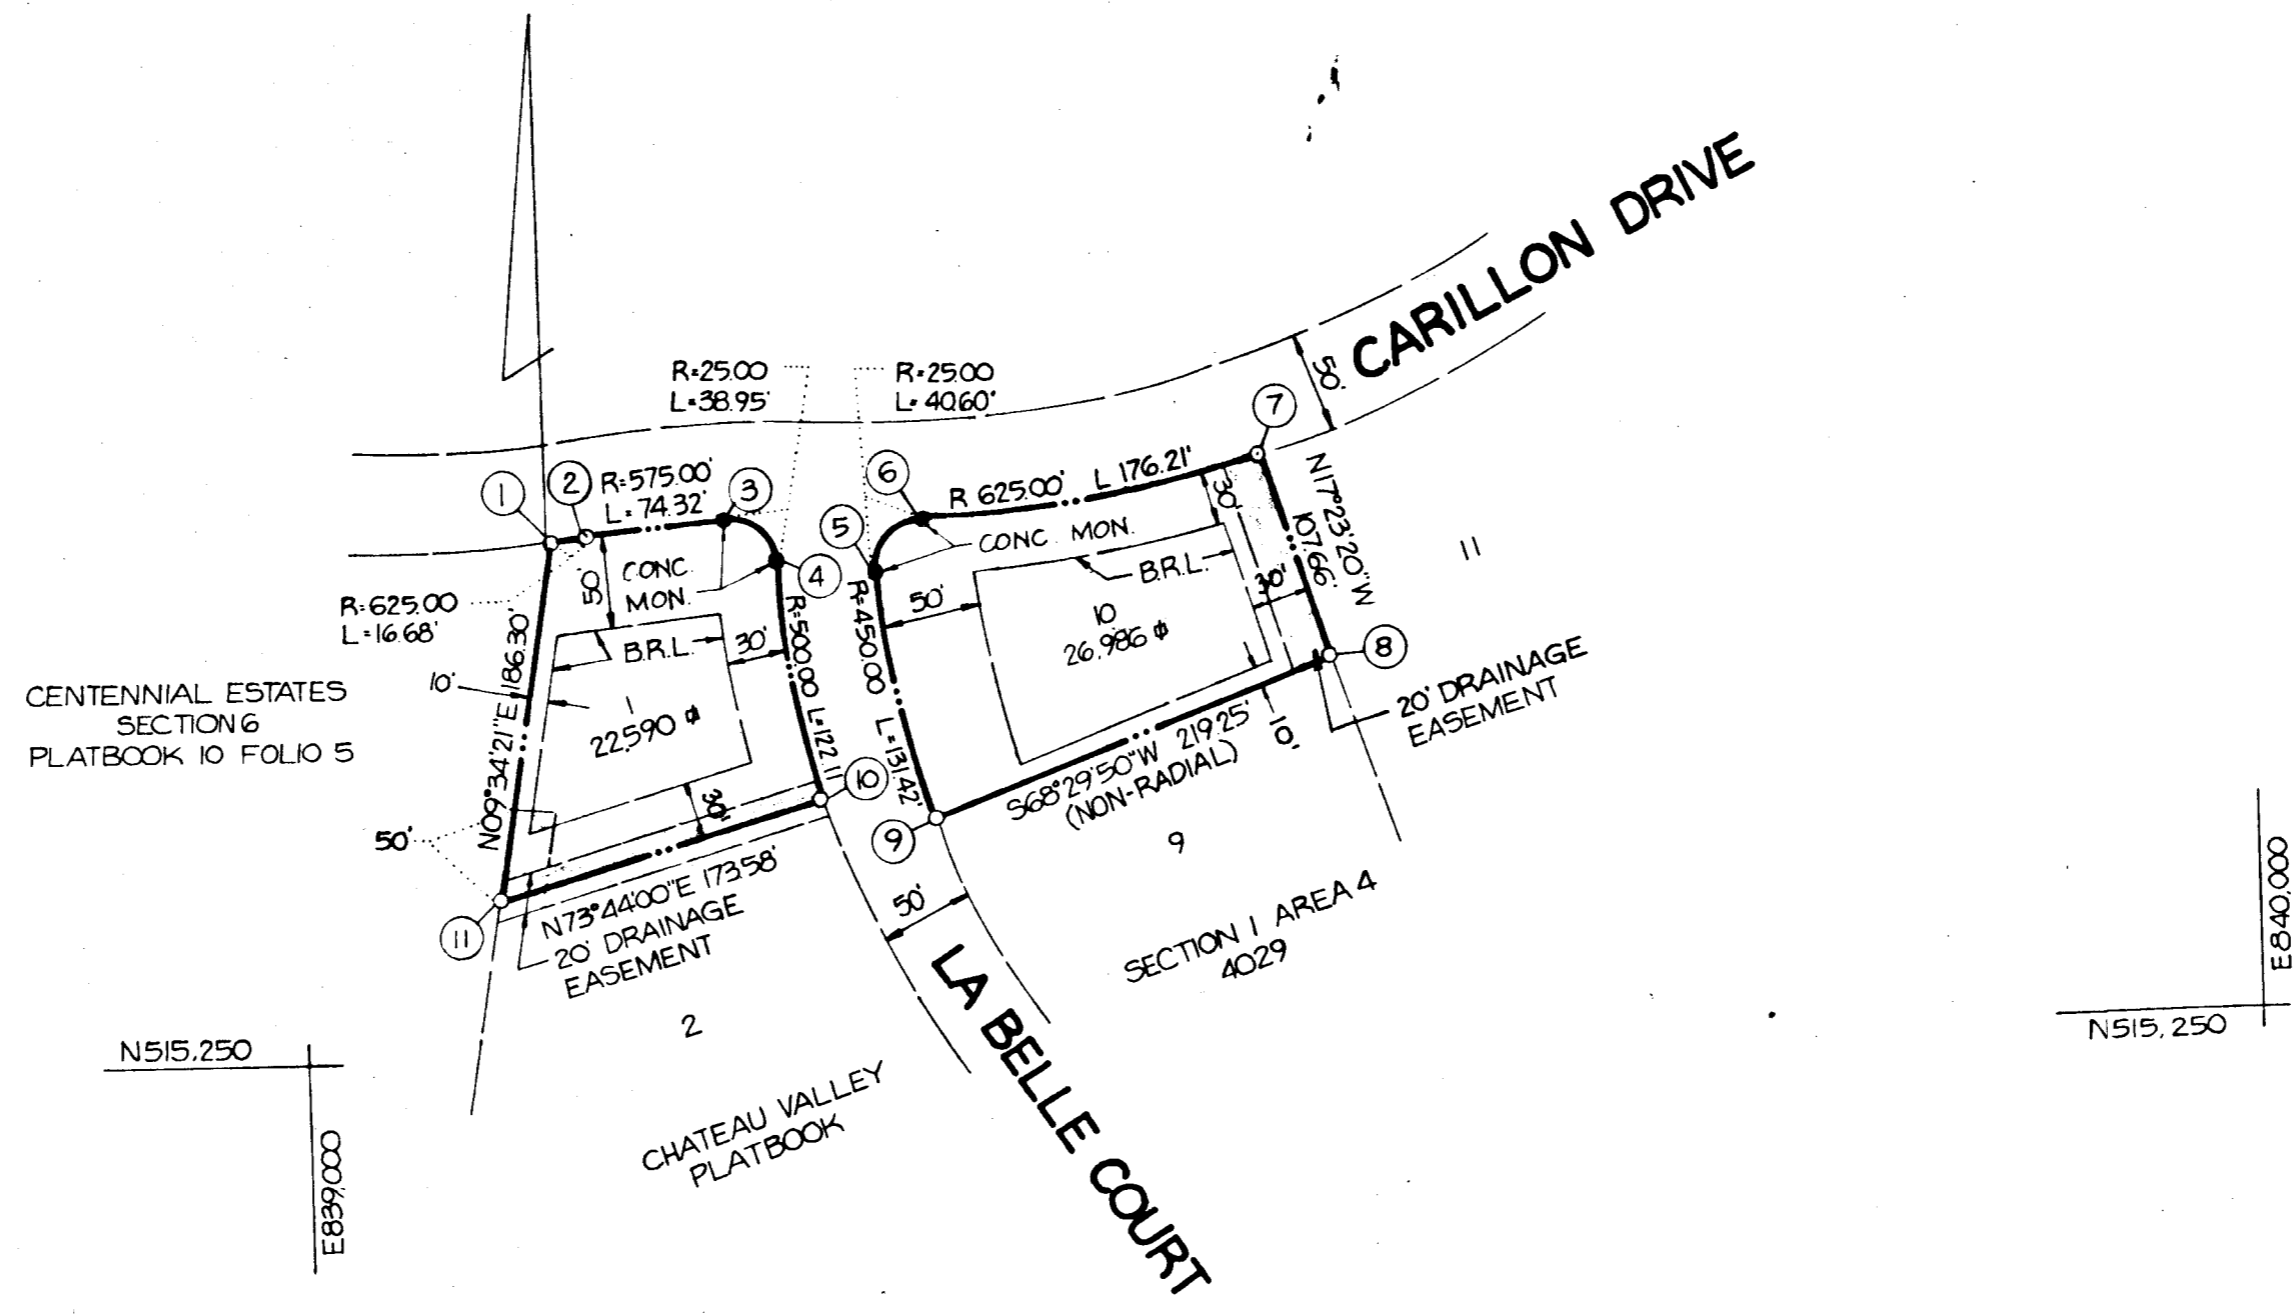 CARILLON DRIVE
50'
R=25.00
L=38.95'
R=25.00
L=40.60'
7
1
2
R=575.00'
L=74.32'
3
6
R 625.00'
L 176.21'
N17°23'20"W
107.66'
30'
5
4
CONC. MON.
CONC.
MON.
50'
R=625.00
L=16.68'
B.R.L.
30'
R=500.00 L=122.11
R=450.00 L=131.42'
50'
B.R.L.
10
26,986
30'
11
8
20' DRAINAGE
EASEMENT
N09°34'21"E 186.30'
10'
CENTENNIAL ESTATES
SECTION 6
PLATBOOK 10 FOLIO 5
1
22,590
10
30'
9
S68°29'50"W 219.25'
(NON-RADIAL)
10'
9
50'
11
N73°44'00"E 173.58'
20' DRAINAGE
EASEMENT
50'
SECTION 1 AREA 4
4029
2
LA BELLE COURT
CHATEAU VALLEY
PLATBOOK
N515,250
E839,000
N515,250
E840,000